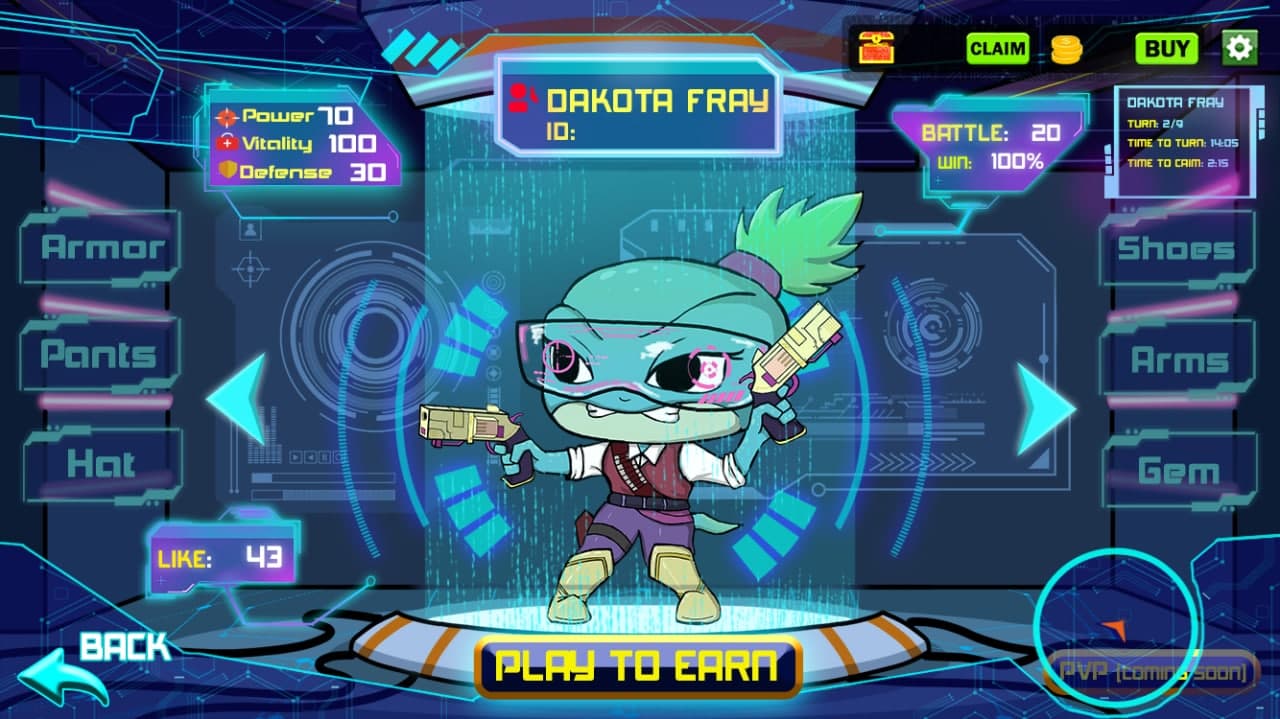 CLAIM
BUY
DAKOTA FRAY
ID:
Power 70
Vitality 100
Defense 30
BATTLE: 20
WIN: 100%
DAKOTA FRAY
TURN: 2/9
TIME TO TURN: 14:05
TIME TO CAIM: 2:15
Armor
Pants
Hat
Shoes
Arms
Gem
LIKE: 43
BACK
PLAY TO EARN
PVP (Coming Soon)